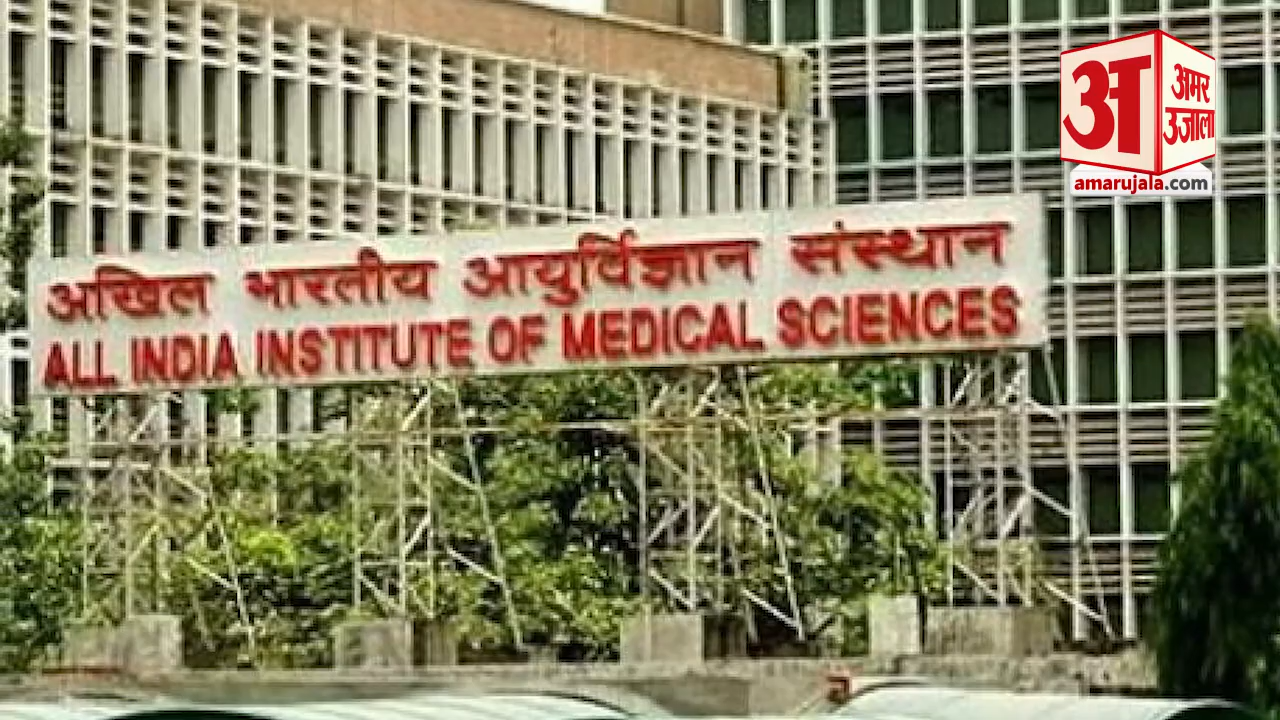 अ
अमर
उजाला
amarujala.com
अखिल भारतीय आयुर्विज्ञान संस्थान
ALL INDIA INSTITUTE OF MEDICAL SCIENCES